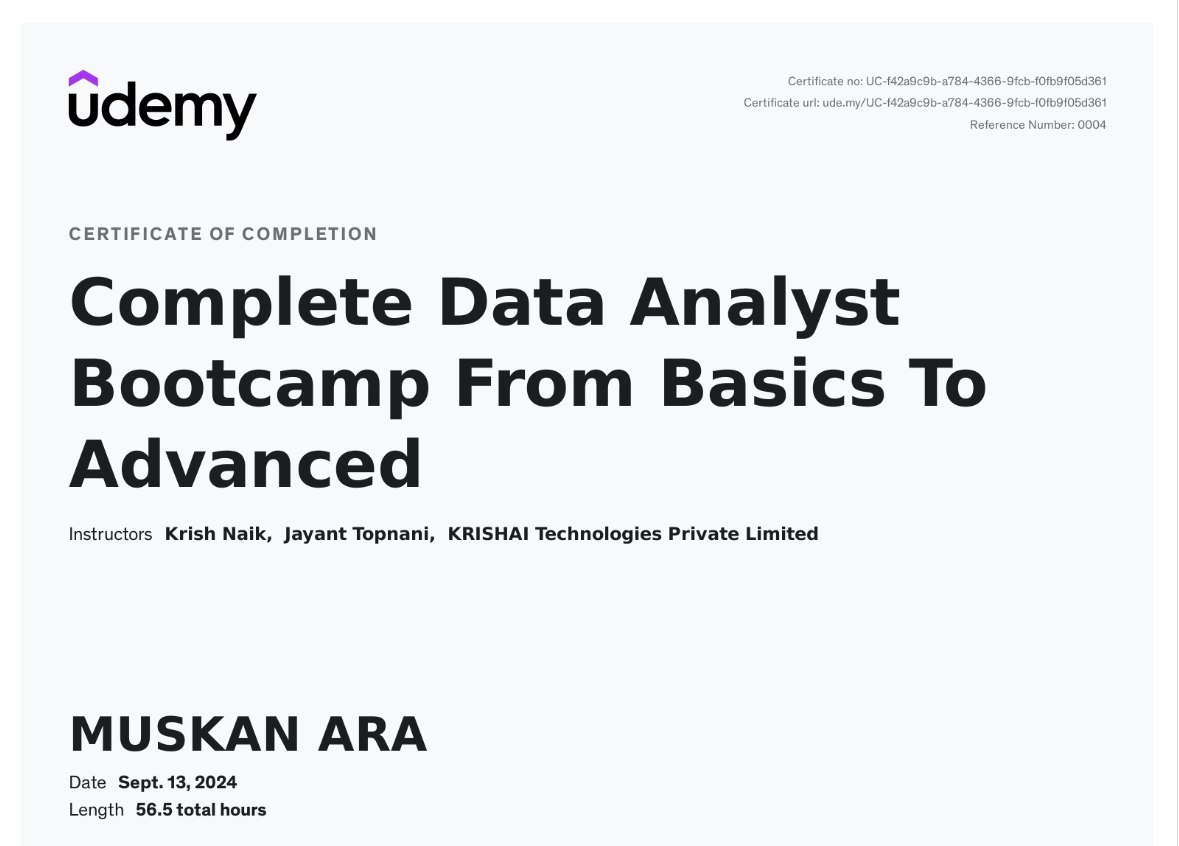 udemy
Certificate no: UC-f42a9c9b-a784-4366-9fcb-f0fb9f05d361
Certificate url: ude.my/UC-f42a9c9b-a784-4366-9fcb-f0fb9f05d361
Reference Number: 0004
CERTIFICATE OF COMPLETION
Complete Data Analyst
Bootcamp From Basics To
Advanced
Instructors Krish Naik, Jayant Topnani, KRISHAI Technologies Private Limited
MUSKAN ARA
Date Sept. 13, 2024
Length 56.5 total hours